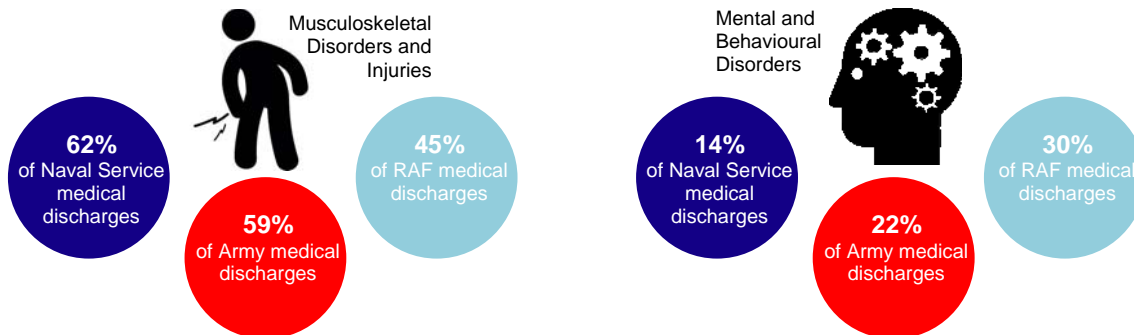 Musculoskeletal
Disorders and
Injuries
62%
of Naval Service
medical
discharges
59%
of Army medical
discharges
45%
of RAF medical
discharges
Mental and
Behavioural
Disorders
14%
of Naval Service
medical
discharges
22%
of Army medical
discharges
30%
of RAF medical
discharges